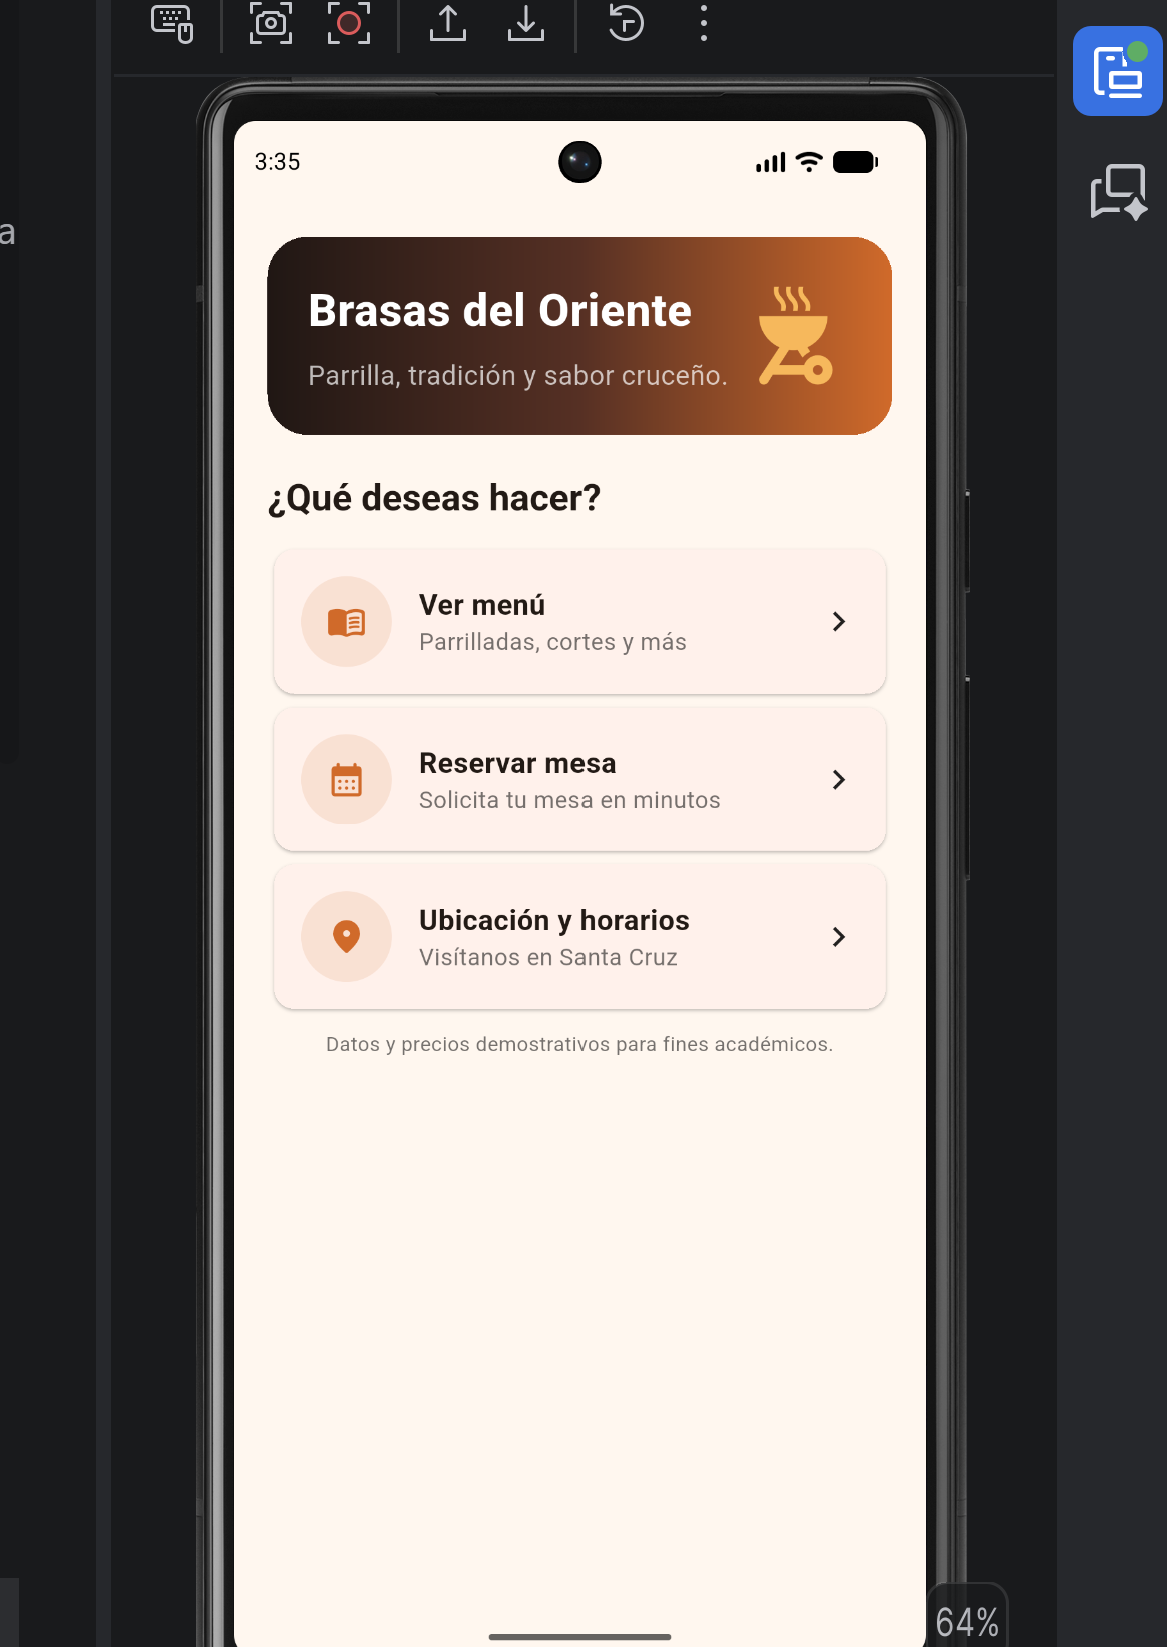 a
3:35
Brasas del Oriente
Parrilla, tradición y sabor cruceño.
¿Qué deseas hacer?
Ver menú
Parrilladas, cortes y más
Reservar mesa
Solicita tu mesa en minutos
Ubicación y horarios
Visítanos en Santa Cruz
Datos y precios demostrativos para fines académicos.
64%